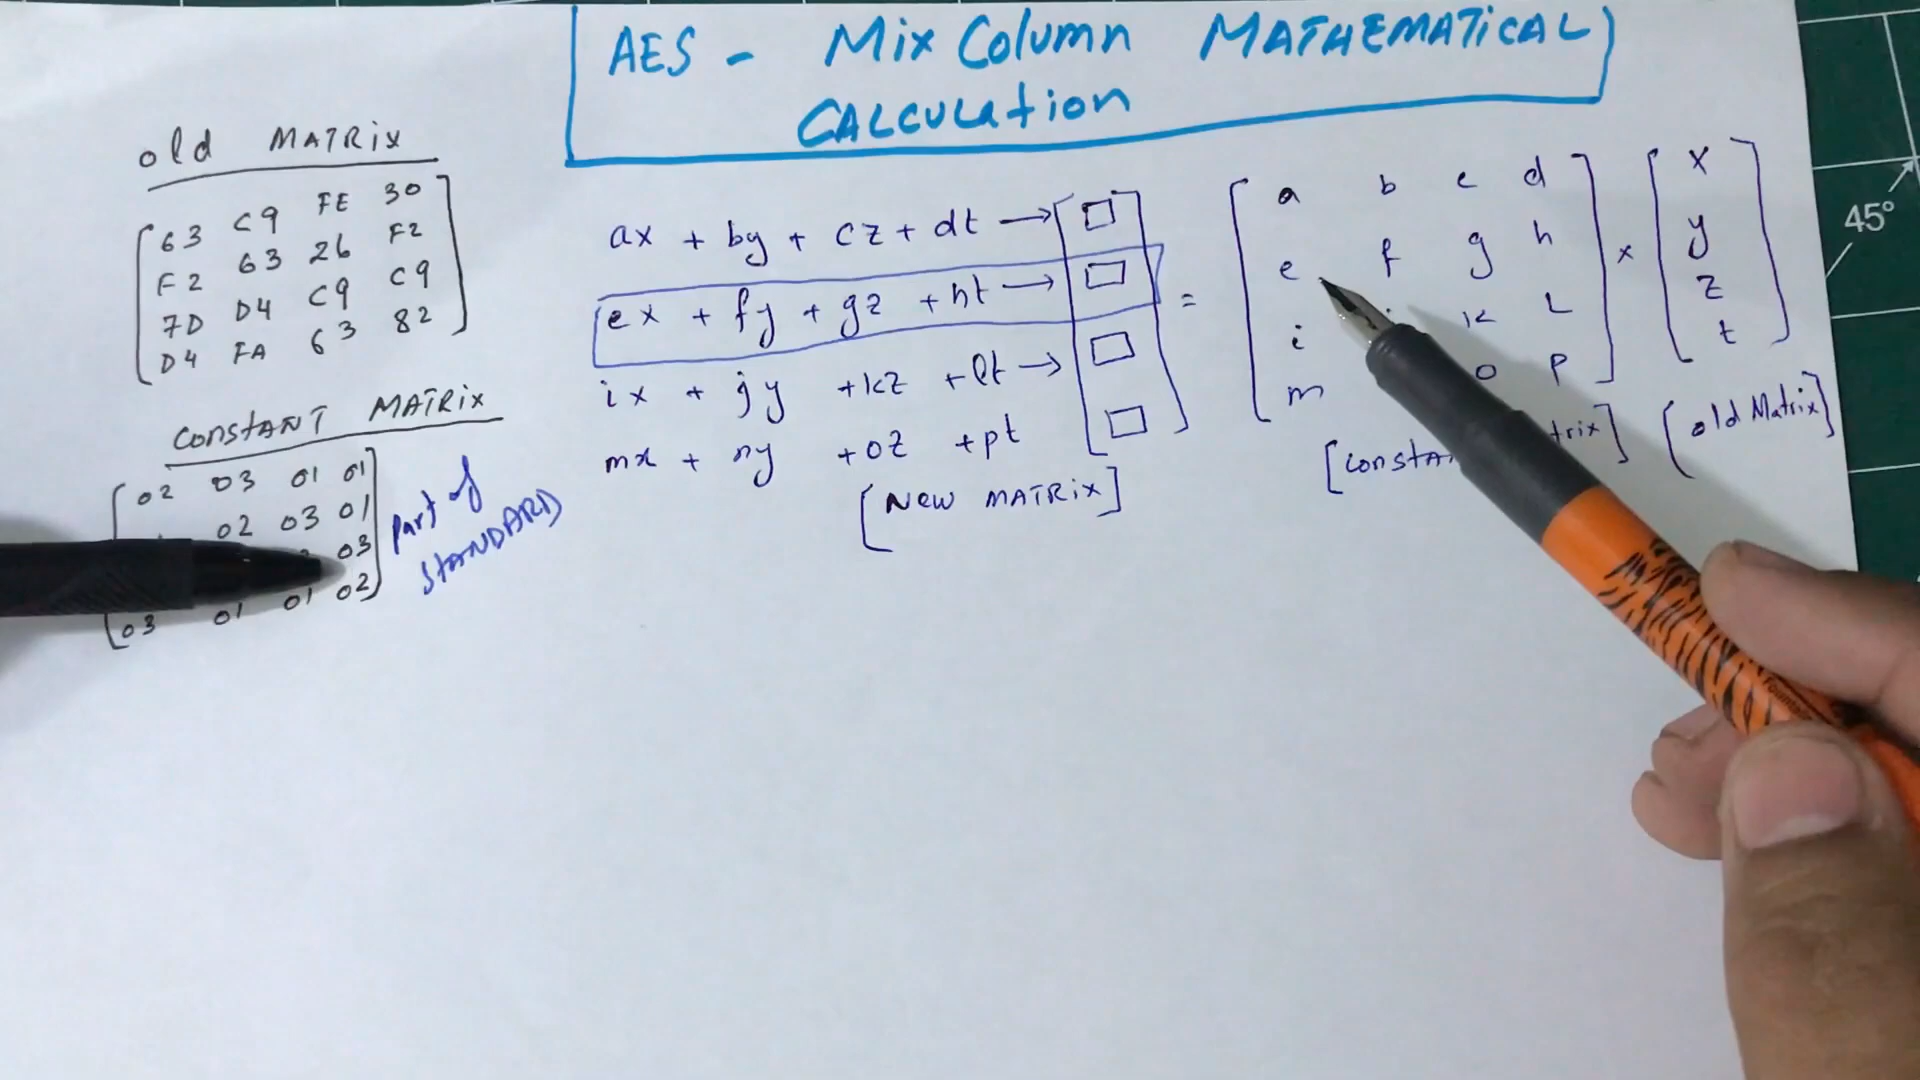 AES - Mix Column MATHEMATICAL
CALCULATION
old MATRIX
63 C9 FE 30
F2 63 26 F2
7D D4 C9 C9
D4 FA 63 82
CONSTANT MATRIX
02 03 01 01
02 03 01
03
03 01 01 02
Part of
STANDARD
ax + by + cz + dt →
ex + fy + gz + ht →
ix + jy + kz + lt →
mx + ny + oz + pt
[New MATRIX]
=
a b c d
e f g h
i k L
m o p
×
x
y
z
t
[old Matrix]
45°